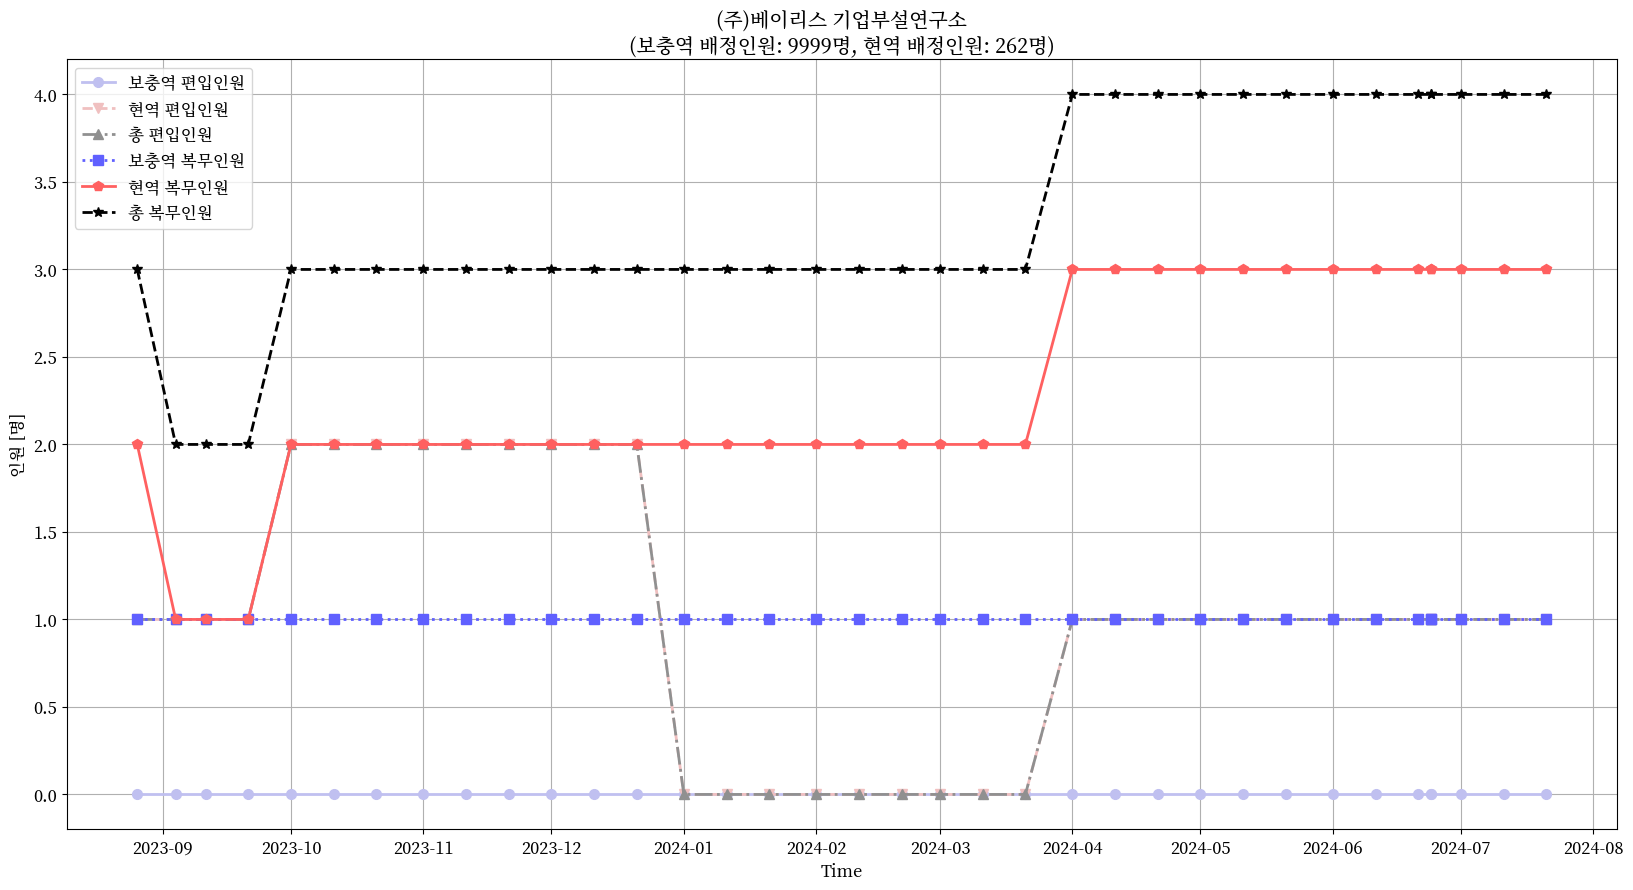 (주)베이리스 기업부설연구소
(보충역 배정인원: 9999명, 현역 배정인원: 262명)
보충역 편입인원
현역 편입인원
총 편입인원
보충역 복무인원
현역 복무인원
총 복무인원
4.0
3.5
3.0
2.5
2.0
1.5
1.0
0.5
0.0
인원 [명]
2023-09 2023-10 2023-11 2023-12 2024-01 2024-02 2024-03 2024-04 2024-05 2024-06 2024-07 2024-08
Time